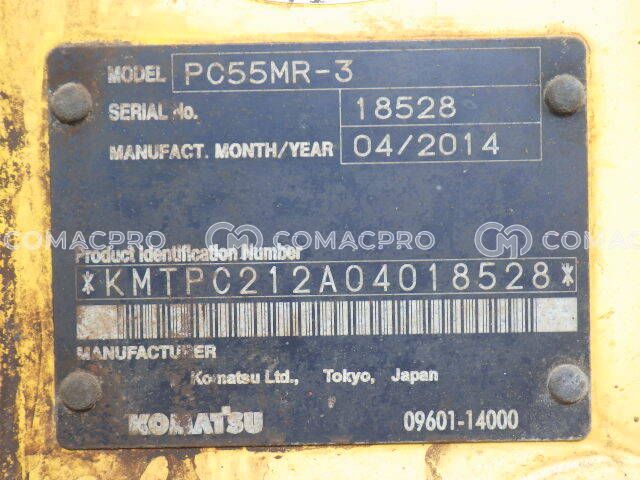 MODEL PC55MR-3
SERIAL No. 18528
MANUFACT. MONTH/YEAR 04/2014
COMACPRO COMACPRO COMACPRO
Product Identification Number
*KMTPC212A04018528*
MANUFACTURER
Komatsu Ltd., Tokyo, Japan
KOMATSU 09601-14000